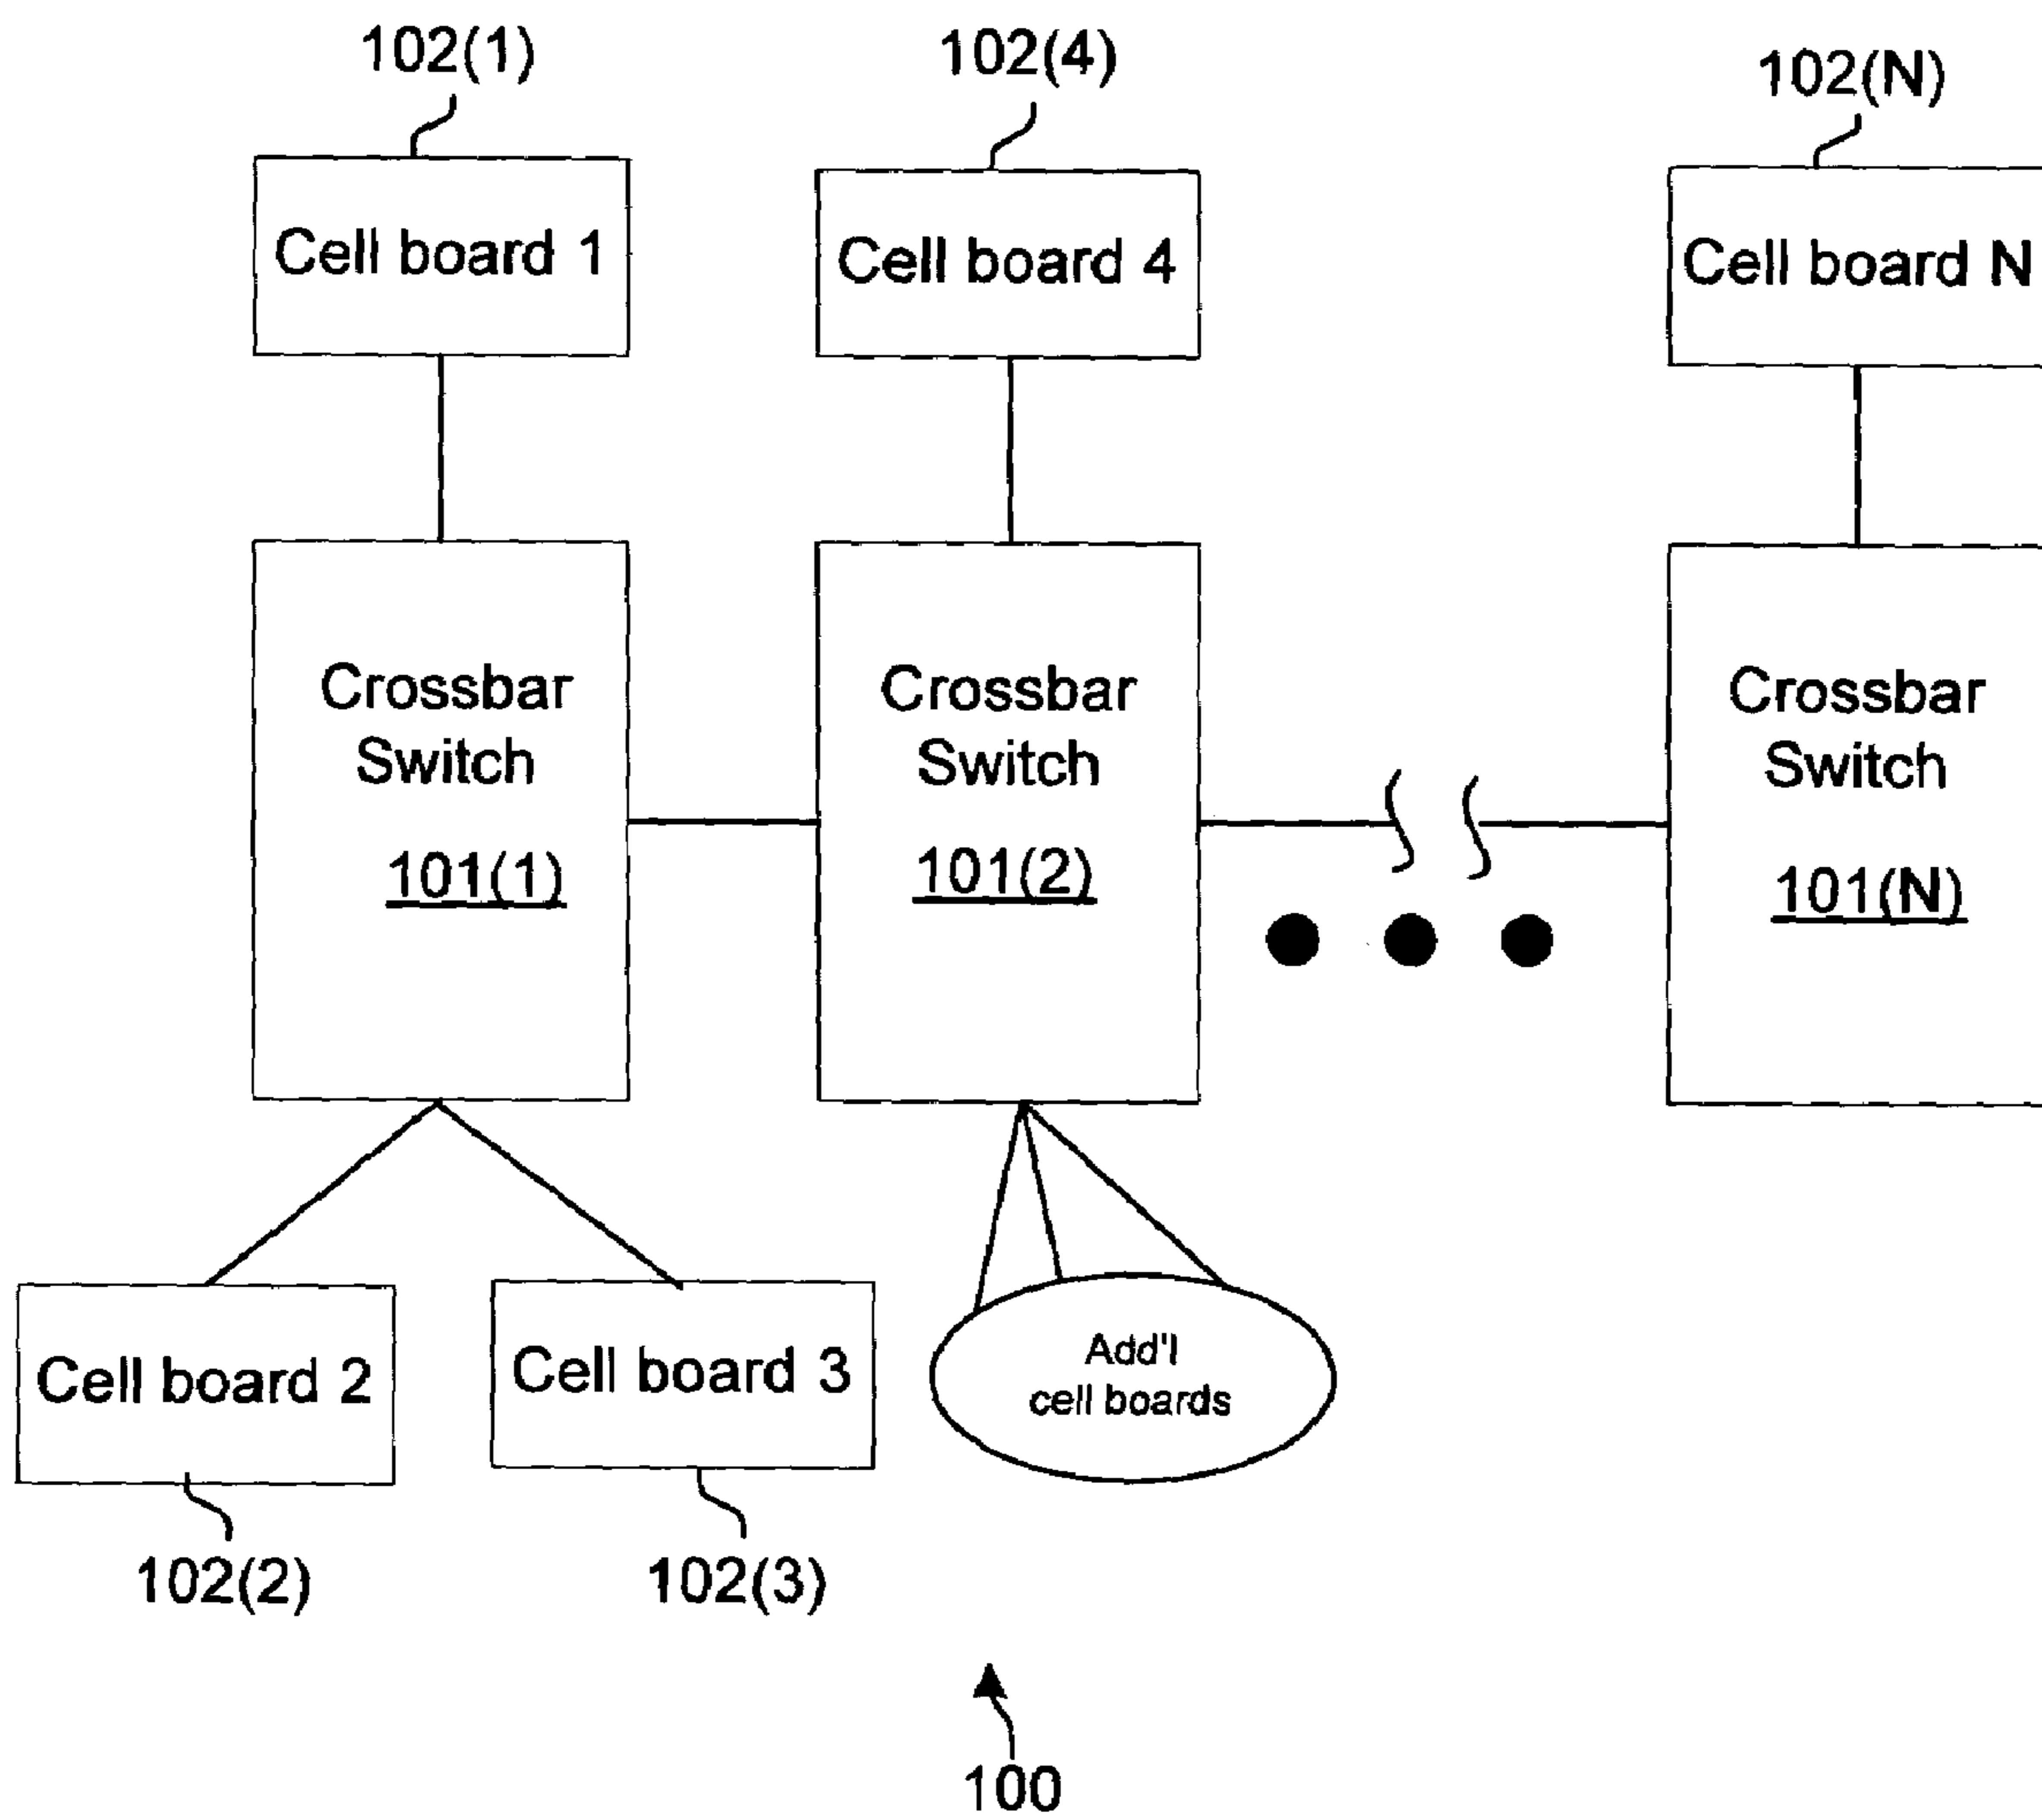 102(1)
102(4)
102(N)
Cell board 1
Cell board 4
Cell board N
Crossbar
Switch
101(1)
Crossbar
Switch
101(2)
Crossbar
Switch
101(N)
Cell board 2
Cell board 3
Add'l
cell boards
102(2)
102(3)
100